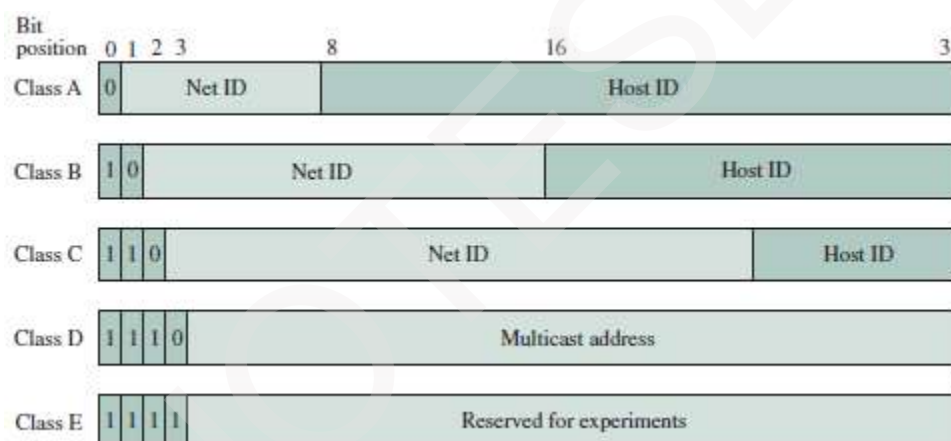 Bit
position 0 1 2 3 8 16 3
Class A 0 Net ID Host ID
Class B 1 0 Net ID Host ID
Class C 1 1 0 Net ID Host ID
Class D 1 1 1 0 Multicast address
Class E 1 1 1 1 Reserved for experiments